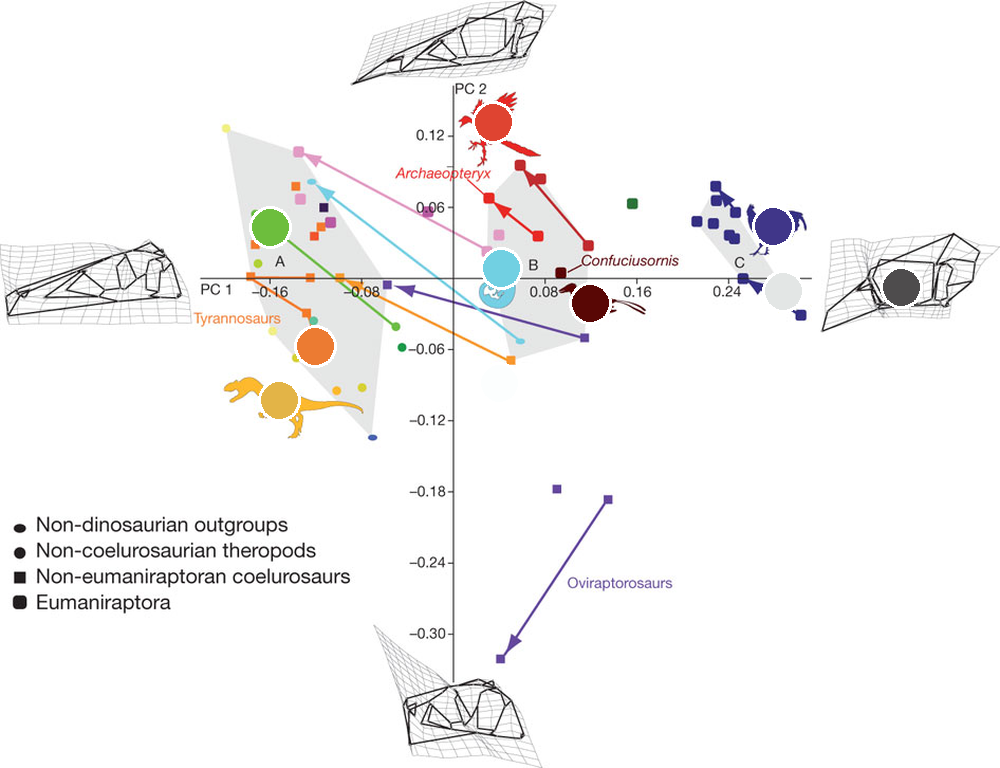 PC 2
0.12
Archaeopteryx
0.06
A
B
Confuciusornis
C
PC 1
−0.16
−0.08
0.08
0.16
0.24
Tyrannosaurs
−0.06
−0.12
−0.18
−0.24
Oviraptorosaurs
−0.30
Non-dinosaurian outgroups
Non-coelurosaurian theropods
Non-eumaniraptoran coelurosaurs
Eumaniraptora